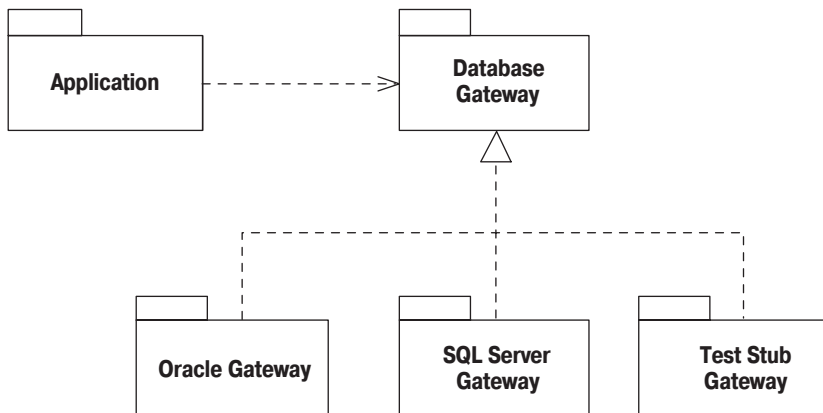 Application
Database
Gateway
Oracle Gateway
SQL Server
Gateway
Test Stub
Gateway